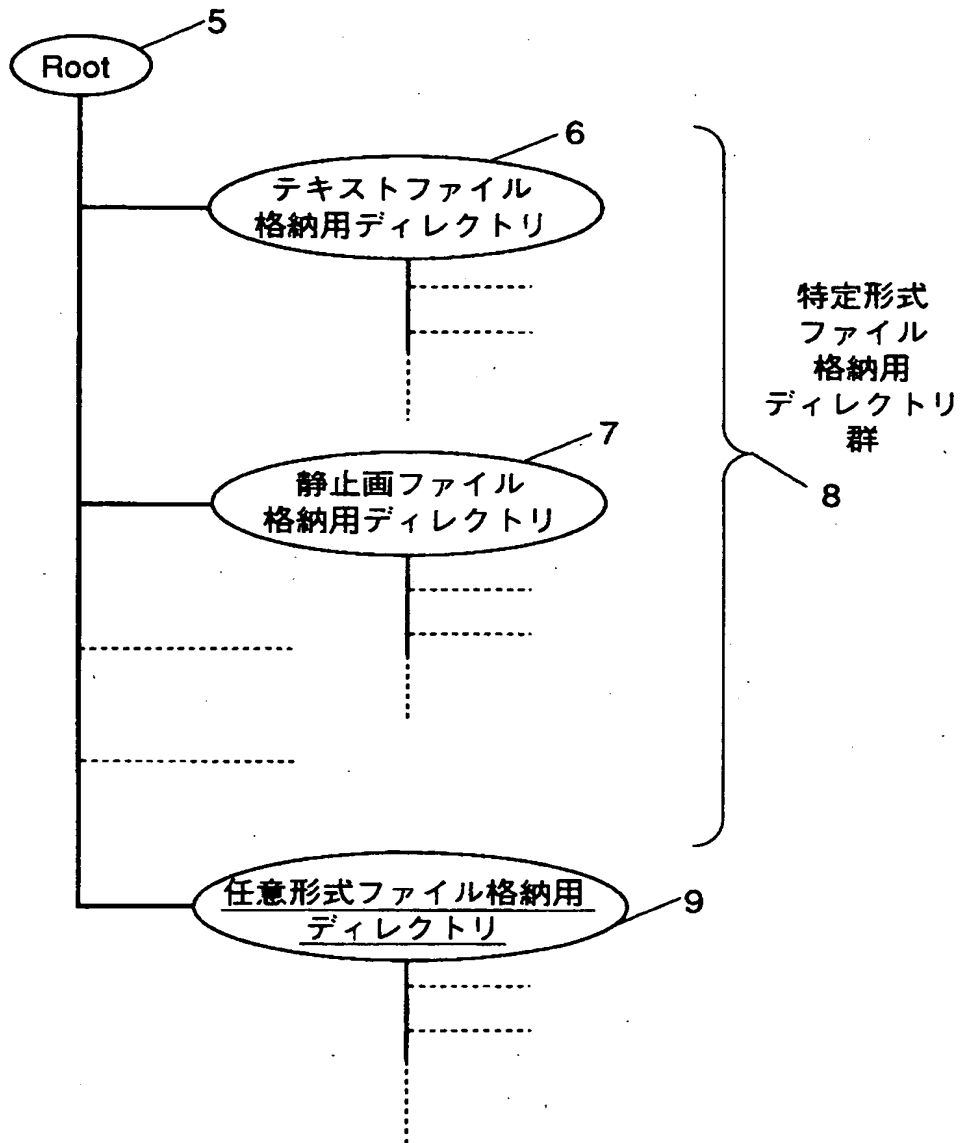 5
Root
6
テキストファイル
格納用ディレクトリ
特定形式
ファイル
格納用
ディレクトリ
群
8
7
静止画ファイル
格納用ディレクトリ
任意形式ファイル格納用
ディレクトリ
9